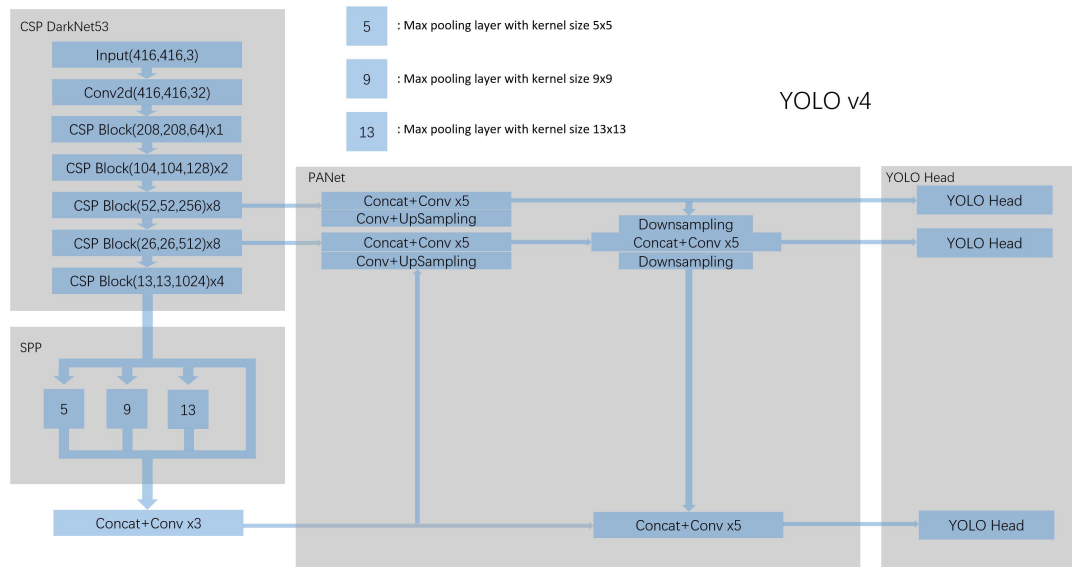 CSP DarkNet53
Input(416,416,3)
Conv2d(416,416,32)
CSP Block(208,208,64)x1
CSP Block(104,104,128)x2
CSP Block(52,52,256)x8
CSP Block(26,26,512)x8
CSP Block(13,13,1024)x4
5
: Max pooling layer with kernel size 5x5
9
: Max pooling layer with kernel size 9x9
13
: Max pooling layer with kernel size 13x13
YOLO v4
SPP
5
9
13
Concat+Conv x3
PANet
Concat+Conv x5
Conv+UpSampling
Concat+Conv x5
Conv+UpSampling
Downsampling
Concat+Conv x5
Downsampling
Concat+Conv x5
YOLO Head
YOLO Head
YOLO Head
YOLO Head